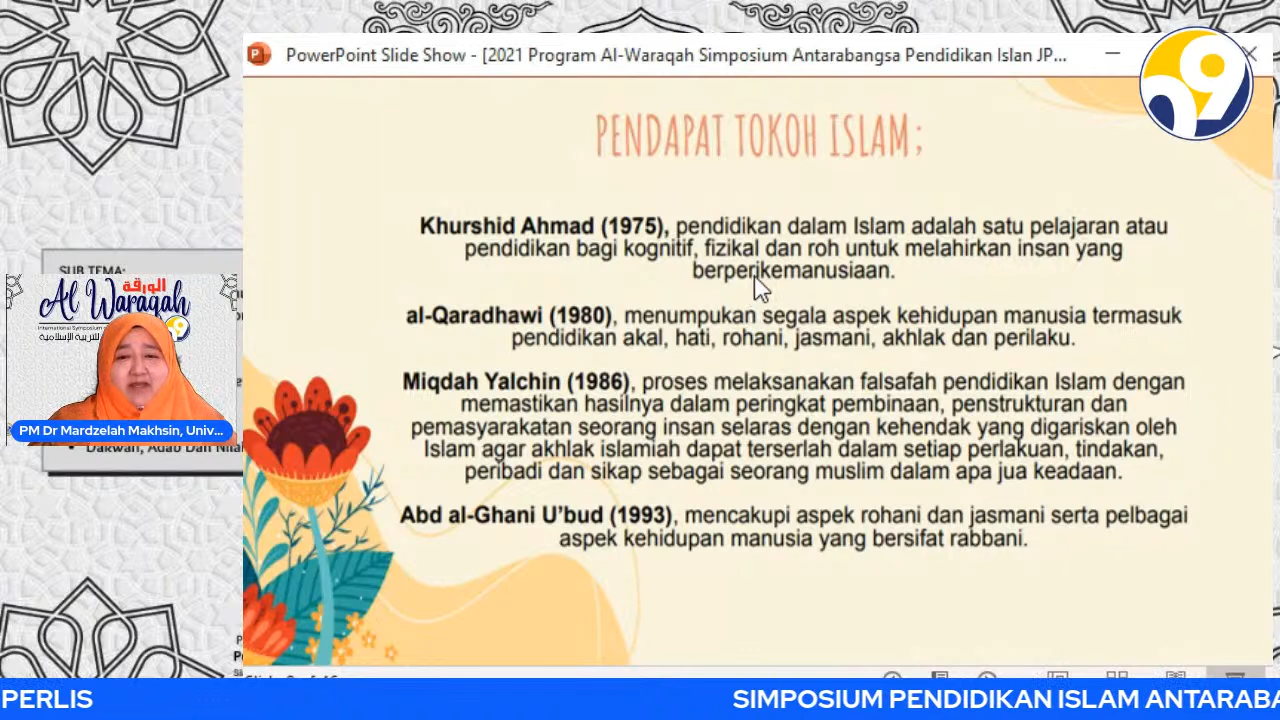 PowerPoint Slide Show - [2021 Program Al-Waraqah Simposium Antarabangsa Pendidikan Islan JP...
PENDAPAT TOKOH ISLAM;
Khurshid Ahmad (1975), pendidikan dalam Islam adalah satu pelajaran atau
pendidikan bagi kognitif, fizikal dan roh untuk melahirkan insan yang
berperikemanusiaan.
al-Qaradhawi (1980), menumpukan segala aspek kehidupan manusia termasuk
pendidikan akal, hati, rohani, jasmani, akhlak dan perilaku.
Miqdah Yalchin (1986), proses melaksanakan falsafah pendidikan Islam dengan
memastikan hasilnya dalam peringkat pembinaan, penstrukturan dan
pemasyarakatan seorang insan selaras dengan kehendak yang digariskan oleh
Islam agar akhlak islamiah dapat terserlah dalam setiap perlakuan, tindakan,
peribadi dan sikap sebagai seorang muslim dalam apa jua keadaan.
Abd al-Ghani U'bud (1993), mencakupi aspek rohani dan jasmani serta pelbagai
aspek kehidupan manusia yang bersifat rabbani.
SUB TEMA:
الورقة
Al Waraqah
International Symposium
PM Dr Mardzelah Makhsin, Univ...
Dakwah, Adab Dan Nilai
PERLIS
SIMPOSIUM PENDIDIKAN ISLAM ANTARABA